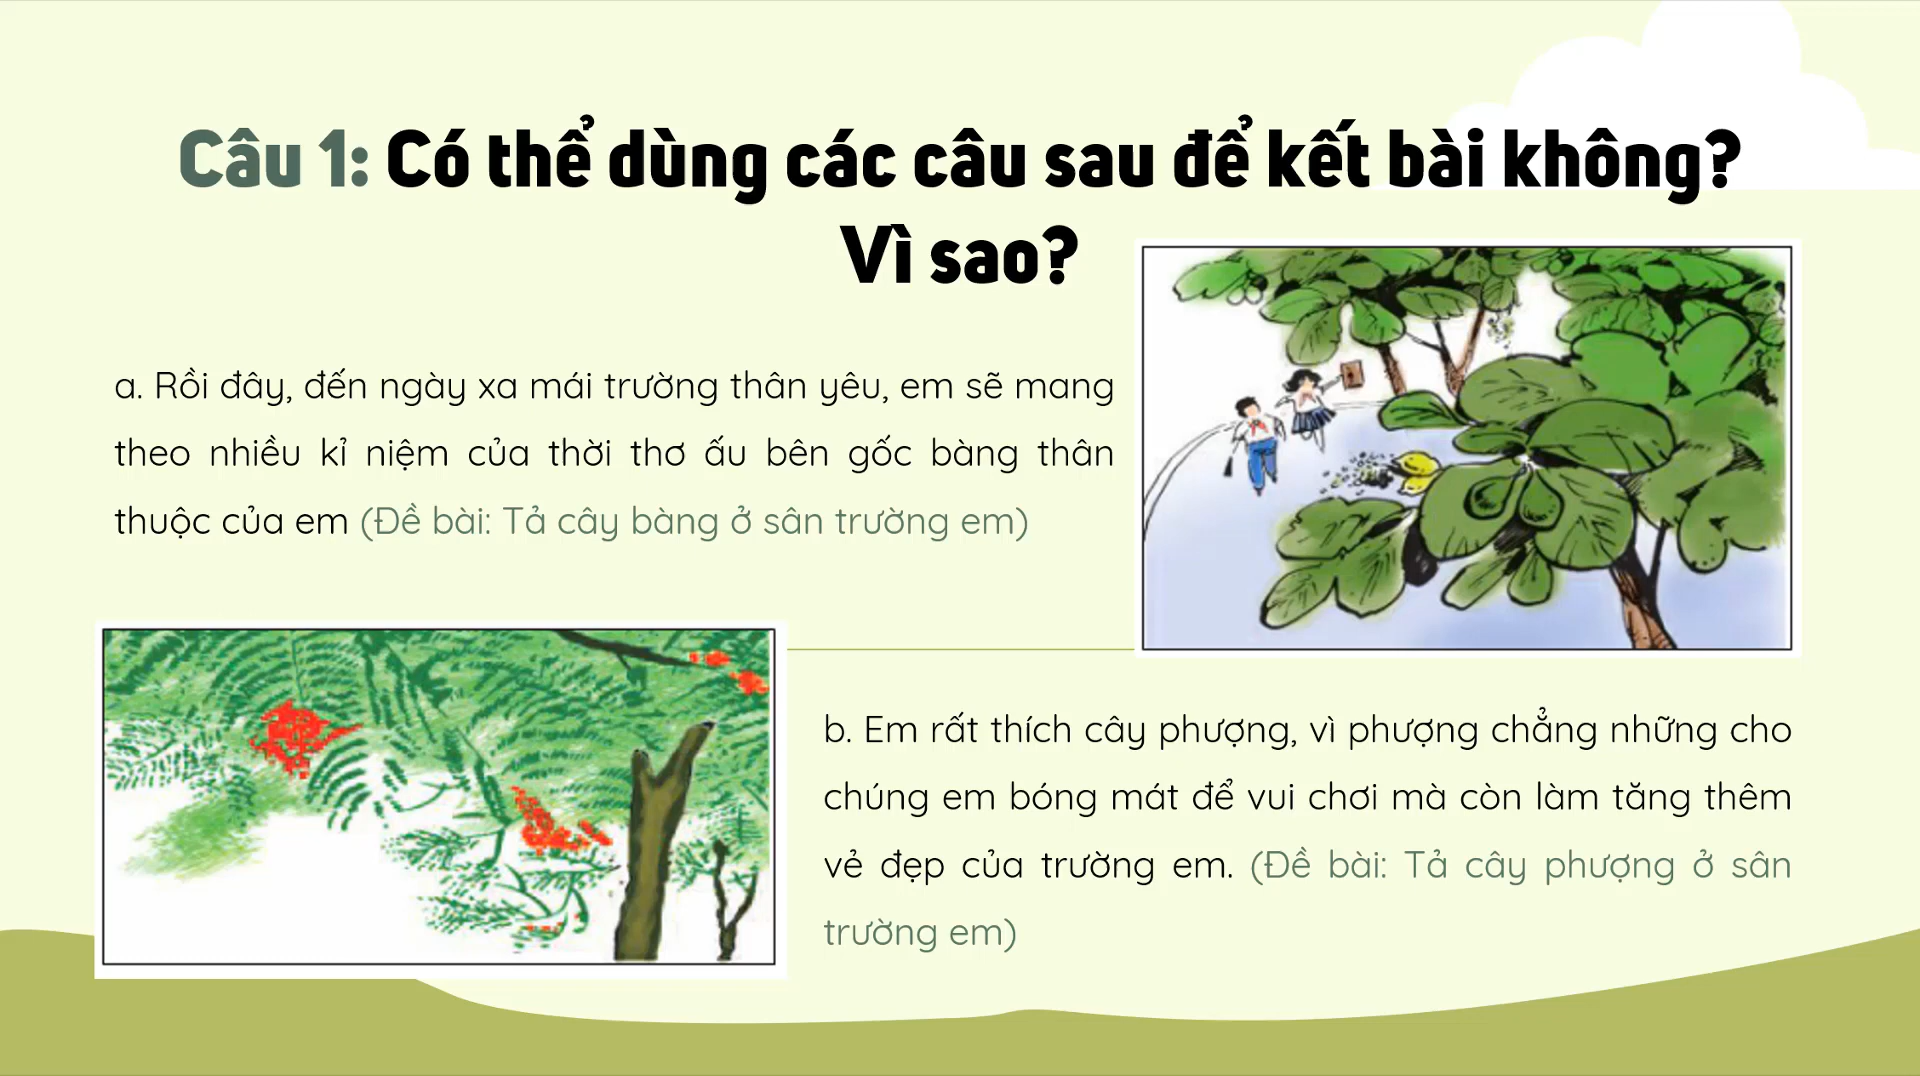 Câu 1: Có thể dùng các câu sau để kết bài không?
Vì sao?
a. Rồi đây, đến ngày xa mái trường thân yêu, em sẽ mang
theo nhiều kỉ niệm của thời thơ ấu bên gốc bàng thân
thuộc của em (Đề bài: Tả cây bàng ở sân trường em)
b. Em rất thích cây phượng, vì phượng chẳng những cho
chúng em bóng mát để vui chơi mà còn làm tăng thêm
vẻ đẹp của trường em. (Đề bài: Tả cây phượng ở sân
trường em)